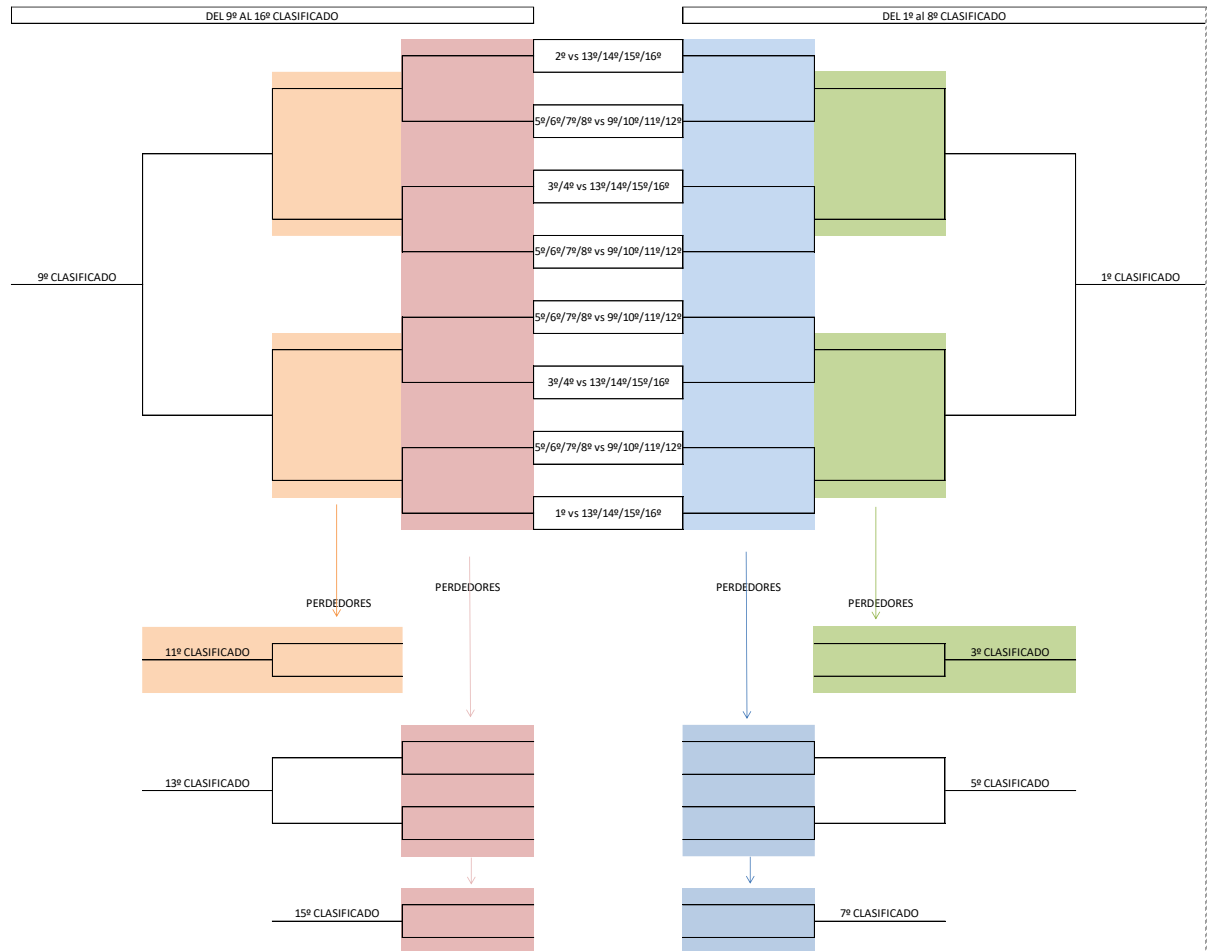 DEL 9º AL 16º CLASIFICADO
DEL 1º al 8º CLASIFICADO
2º vs 13º/14º/15º/16º
5º/6º/7º/8º vs 9º/10º/11º/12º
3º/4º vs 13º/14º/15º/16º
5º/6º/7º/8º vs 9º/10º/11º/12º
9º CLASIFICADO
1º CLASIFICADO
5º/6º/7º/8º vs 9º/10º/11º/12º
3º/4º vs 13º/14º/15º/16º
5º/6º/7º/8º vs 9º/10º/11º/12º
1º vs 13º/14º/15º/16º
PERDEDORES
PERDEDORES
PERDEDORES
PERDEDORES
11º CLASIFICADO
3º CLASIFICADO
13º CLASIFICADO
5º CLASIFICADO
15º CLASIFICADO
7º CLASIFICADO